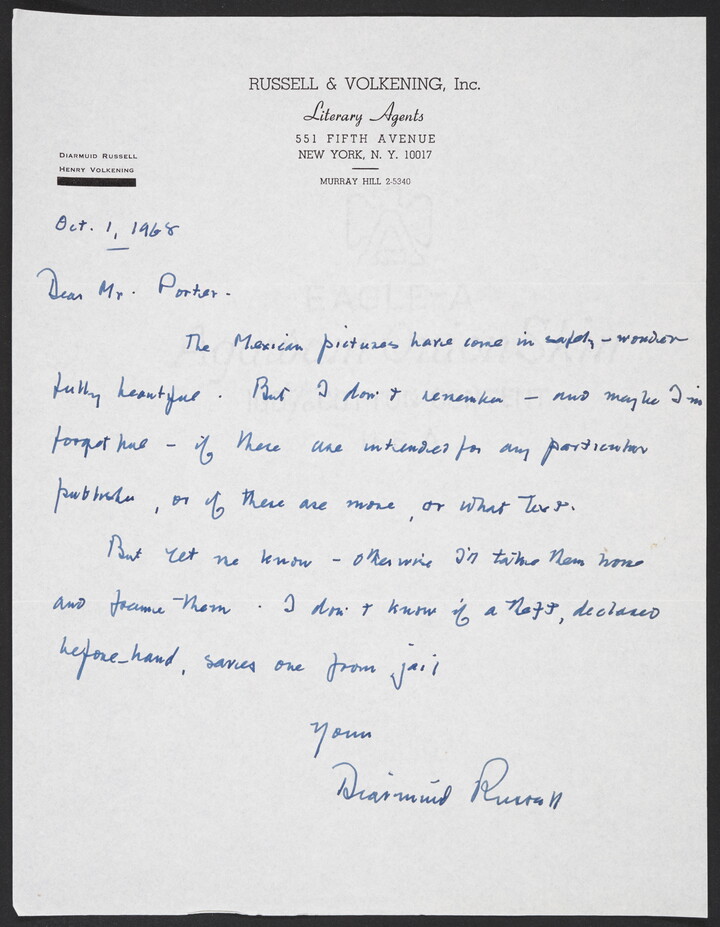 RUSSELL & VOLKENING, Inc.
Literary Agents
551 FIFTH AVENUE
NEW YORK, N. Y. 10017
MURRAY HILL 2-5340
DIARMUID RUSSELL
HENRY VOLKENING
Oct. 1, 1968
Dear Mr. Porter-
The Mexican pictures have come in safely - wonder
fully beautiful. But I don't remember - and maybe I'm
forgetful - if these are intended for any particular
publisher, or if there are more, or what text.
But let me know - otherwise I'll take them home
and frame them. I don't know if a theft, declared
before-hand, saves one from jail
Yours
Diarmuid Russell